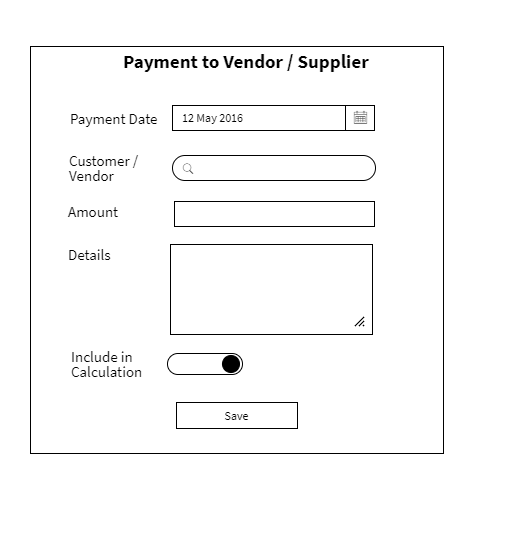 Payment to Vendor / Supplier
Payment Date
12 May 2016
Customer /
Vendor
Amount
Details
Include in
Calculation
Save